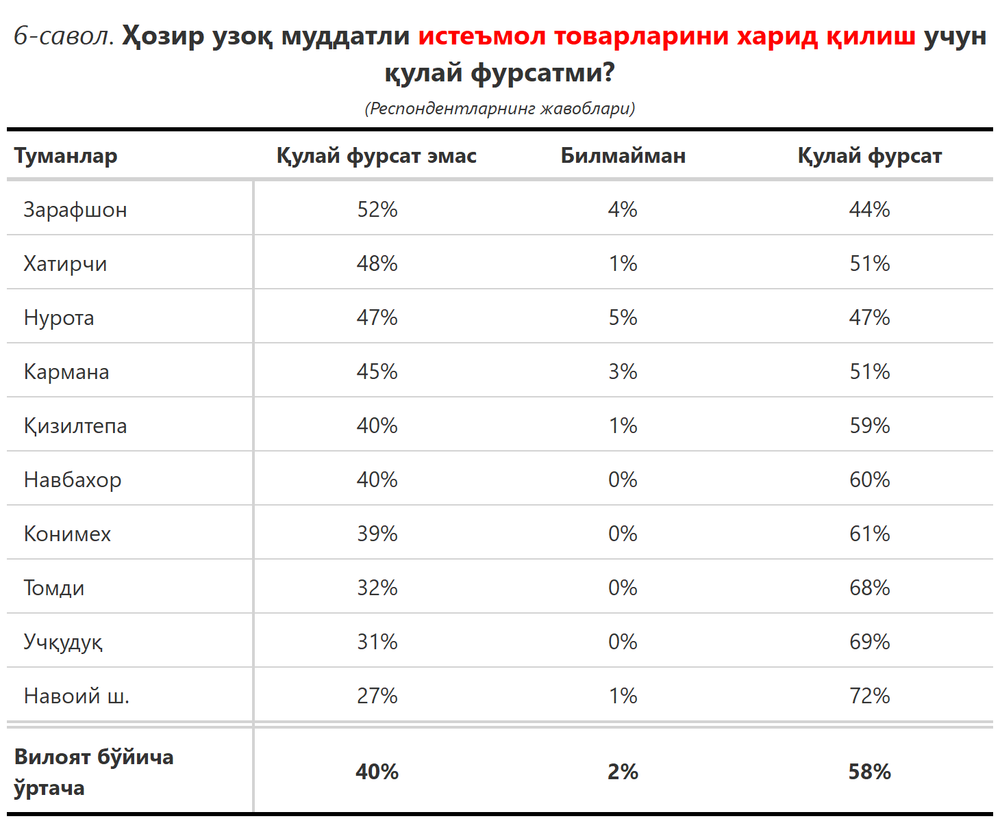 6-савол. Ҳозир узоқ муддатли истеъмол товарларини харид қилиш учун
қулай фурсатми?
(Респондентларнинг жавоблари)
Туманлар Қулай фурсат эмас Билмайман Қулай фурсат
Зарафшон 52% 4% 44%
Хатирчи 48% 1% 51%
Нурота 47% 5% 47%
Кармана 45% 3% 51%
Қизилтепа 40% 1% 59%
Навбахор 40% 0% 60%
Конимех 39% 0% 61%
Томди 32% 0% 68%
Учқудуқ 31% 0% 69%
Навоий ш. 27% 1% 72%
Вилоят бўйича
ўртача 40% 2% 58%